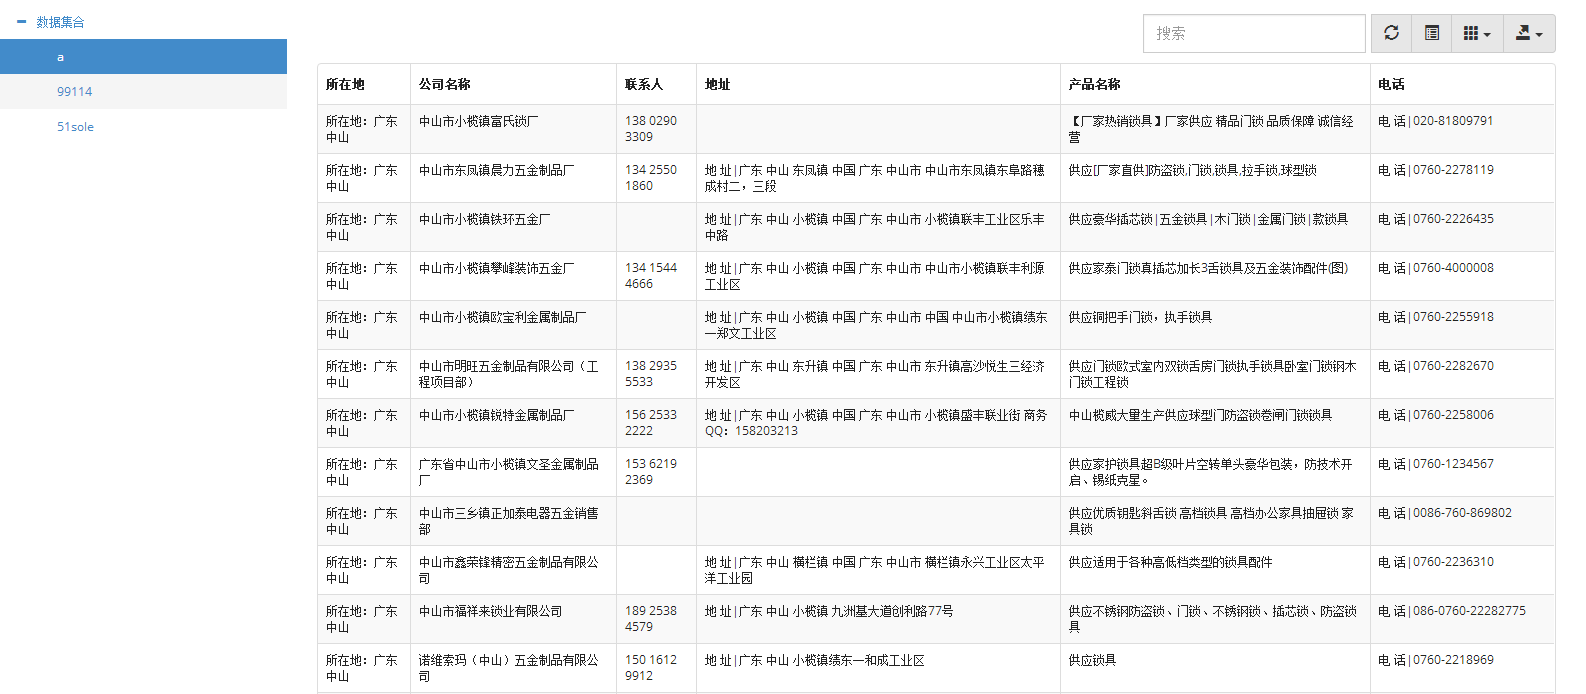 数据集合
a
99114
51sole
搜索
所在地 公司名称 联系人 地址 产品名称 电话
所在地：广东 中山市小榄镇富氏锁厂 138 0290 【厂家热销锁具】厂家供应 精品门锁 品质保障 诚信经 电 话|020-81809791
中山 3309 营
所在地：广东 中山市东凤镇晨力五金制品厂 134 2550 地 址|广东 中山 东凤镇 中国 广东 中山市 中山市东凤镇东阜路穗 供应[厂家直供]防盗锁,门锁,锁具,拉手锁,球型锁 电 话|0760-2278119
中山 1860 成村二，三段
所在地：广东 中山市小榄镇铁环五金厂 地 址|广东 中山 小榄镇 中国 广东 中山市 小榄镇联丰工业区乐丰 供应豪华插芯锁|五金锁具|木门锁|金属门锁|款锁具 电 话|0760-2226435
中山 中路
所在地：广东 中山市小榄镇攀峰装饰五金厂 134 1544 地 址|广东 中山 小榄镇 中国 广东 中山市 中山市小榄镇联丰利源 供应家泰门锁真插芯加长3舌锁具及五金装饰配件(图) 电 话|0760-4000008
中山 4666 工业区
所在地：广东 中山市小榄镇欧宝利金属制品厂 地 址|广东 中山 小榄镇 中国 广东 中山市 中国 中山市小榄镇绩东 供应铜把手门锁，执手锁具 电 话|0760-2255918
中山 一郑文工业区
所在地：广东 中山市明旺五金制品有限公司（工 138 2935 地 址|广东 中山 东升镇 中国 广东 中山市 东升镇高沙悦生三经济 供应门锁欧式室内双锁舌房门锁执手锁具卧室门锁钢木 电 话|0760-2282670
中山 程项目部） 5533 开发区 门锁工程锁
所在地：广东 中山市小榄镇锐特金属制品厂 156 2533 地 址|广东 中山 小榄镇 中国 广东 中山市 小榄镇盛丰联业街 商务 中山榄威大量生产供应球型门防盗锁卷闸门锁锁具 电 话|0760-2258006
中山 2222 QQ：158203213
所在地：广东 广东省中山市小榄镇文圣金属制品 153 6219 供应家护锁具超B级叶片空转单头豪华包装，防技术开 电 话|0760-1234567
中山 厂 2369 启、锡纸克星。
所在地：广东 中山市三乡镇正加泰电器五金销售 供应优质钥匙斜舌锁 高档锁具 高档办公家具抽屉锁 家 电 话|0086-760-869802
中山 部 具锁
所在地：广东 中山市鑫荣锋精密五金制品有限公 地 址|广东 中山 横栏镇 中国 广东 中山市 横栏镇永兴工业区太平 供应适用于各种高低档类型的锁具配件 电 话|0760-2236310
中山 司 洋工业园
所在地：广东 中山市福祥来锁业有限公司 189 2538 地 址|广东 中山 小榄镇 九洲基大道创利路77号 供应不锈钢防盗锁、门锁、不锈钢锁、插芯锁、防盗锁 电 话|086-0760-22282775
中山 4579 具
所在地：广东 诺维索玛（中山）五金制品有限公 150 1612 地 址|广东 中山 小榄镇绩东一和成工业区 供应锁具 电 话|0760-2218969
中山 司 9912